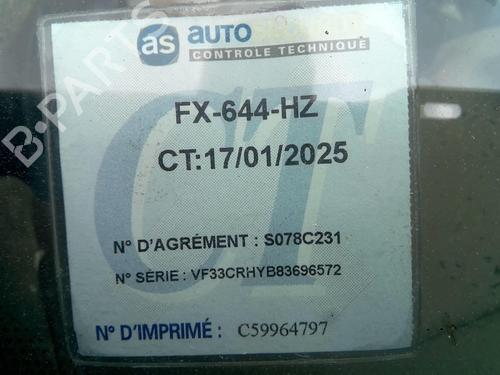 as AUTO
CONTROLE TECHNIQUE
FX-644-HZ
CT:17/01/2025
N° D'AGRÉMENT : S078C231
N° SÉRIE : VF33CRHYB83696572
N° D'IMPRIMÉ : C59964797
CT
B-PARTS